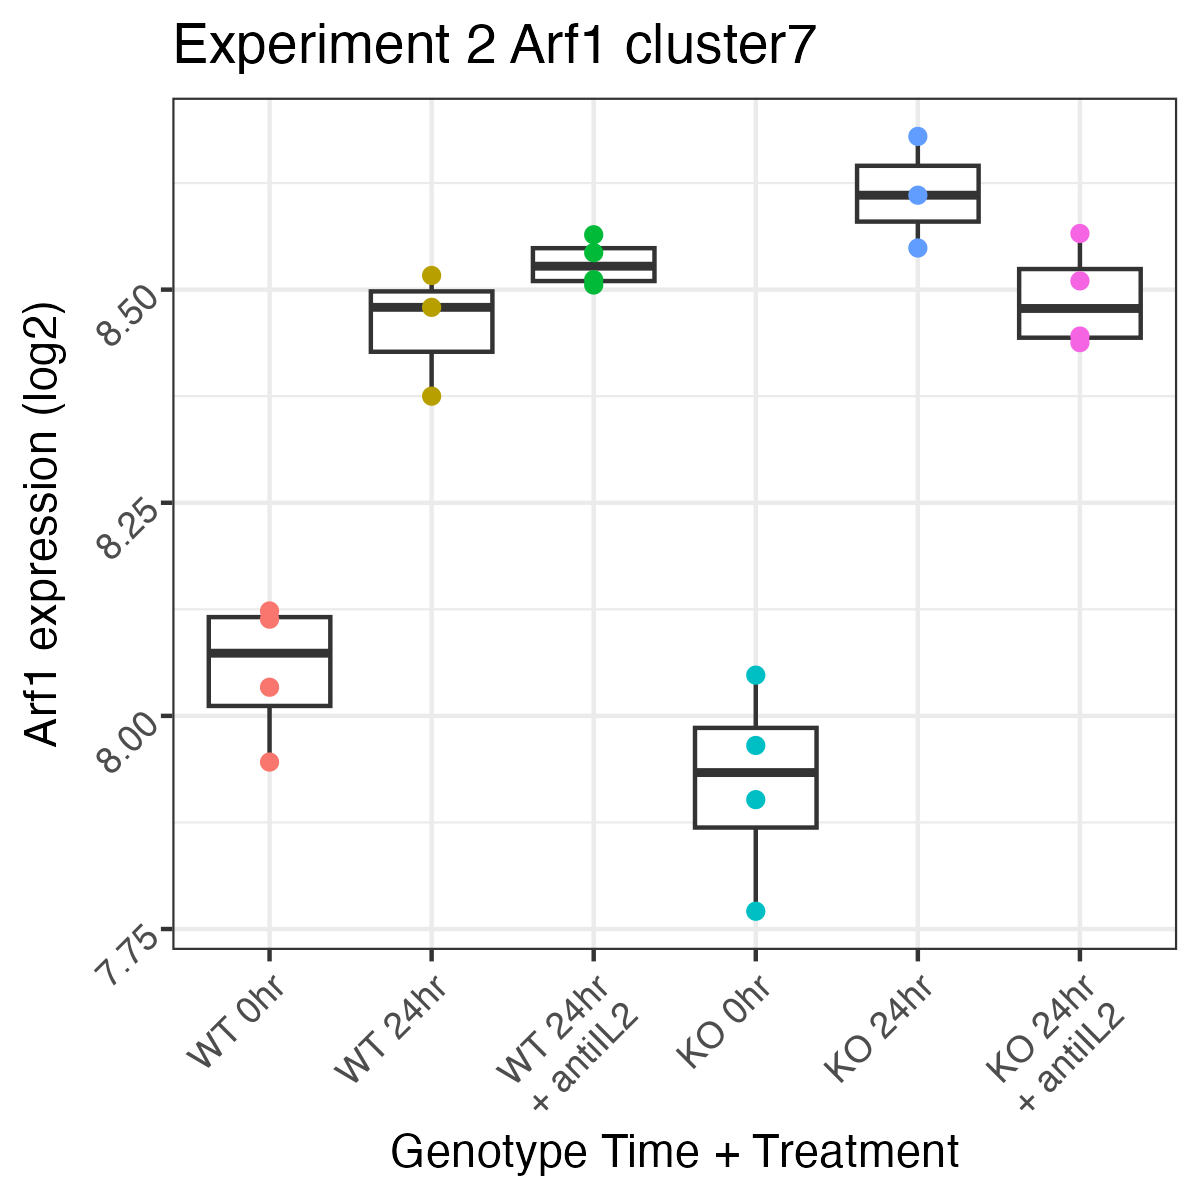 Experiment 2 Arf1 cluster7
Arf1 expression (log2)
8.50
8.25
8.00
7.75
WT 0hr
WT 24hr
WT 24hr
+ antiIL2
KO 0hr
KO 24hr
KO 24hr
+ antiIL2
Genotype Time + Treatment